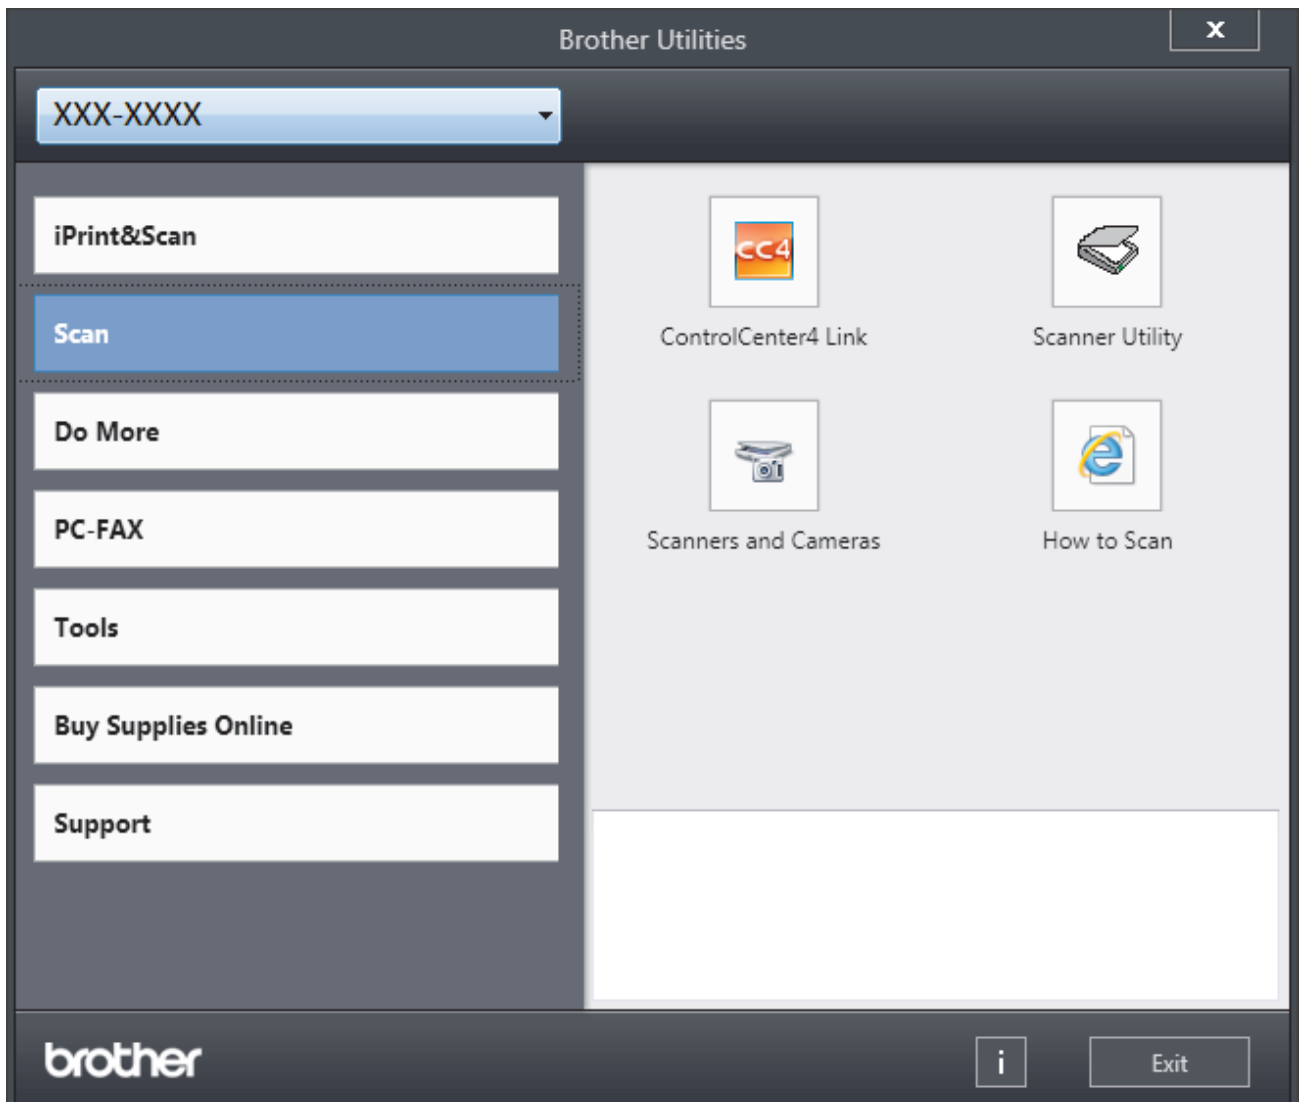 Brother Utilities
X
XXX-XXXX
iPrint&Scan
Scan
Do More
PC-FAX
Tools
Buy Supplies Online
Support
CC4
ControlCenter4 Link
Scanner Utility
Scanners and Cameras
How to Scan
brother
i
Exit